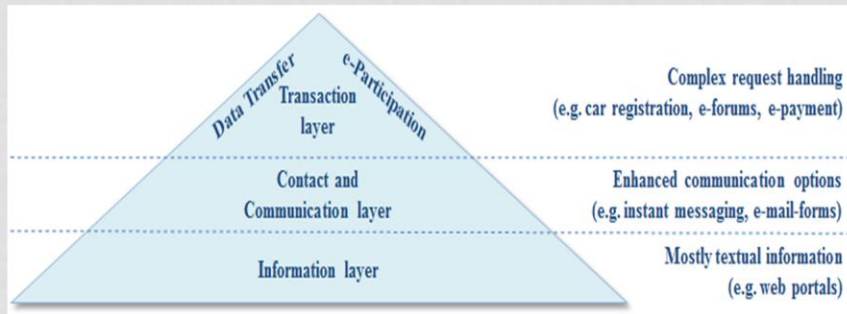 Data Transfer
e-Participation
Transaction
layer
Complex request handling
(e.g. car registration, e-forums, e-payment)
Contact and
Communication layer
Enhanced communication options
(e.g. instant messaging, e-mail-forms)
Information layer
Mostly textual information
(e.g. web portals)